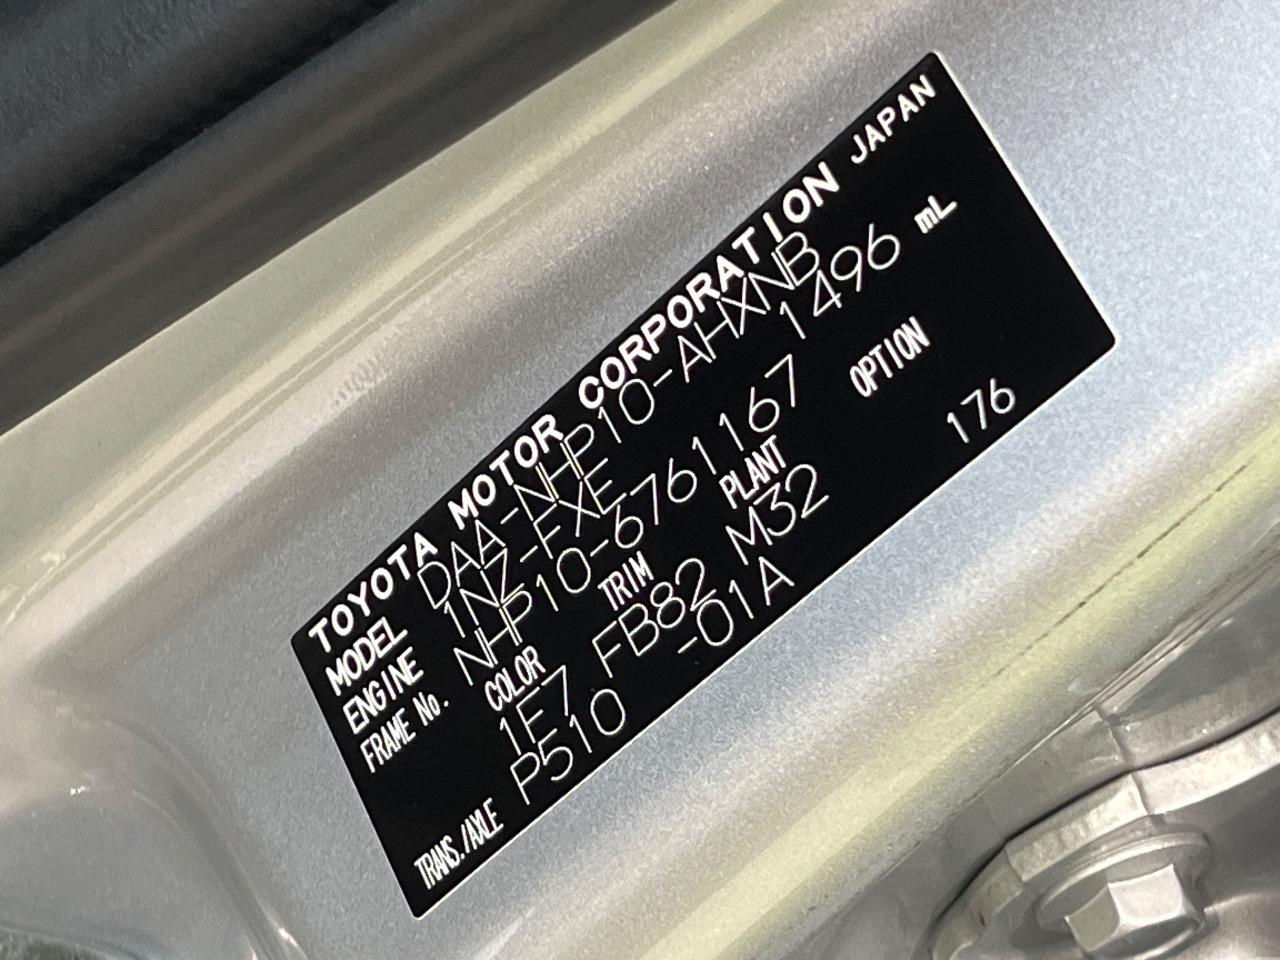 TOYOTA MOTOR CORPORATION JAPAN
MODEL DAA-NHP10-AHXNB
ENGINE 1NZ-FXE 1496 mL
FRAME No. NHP10-6761167
COLOR TRIM PLANT OPTION
1E7 FB82 M32 176
TRANS./AXLE P510 -01A